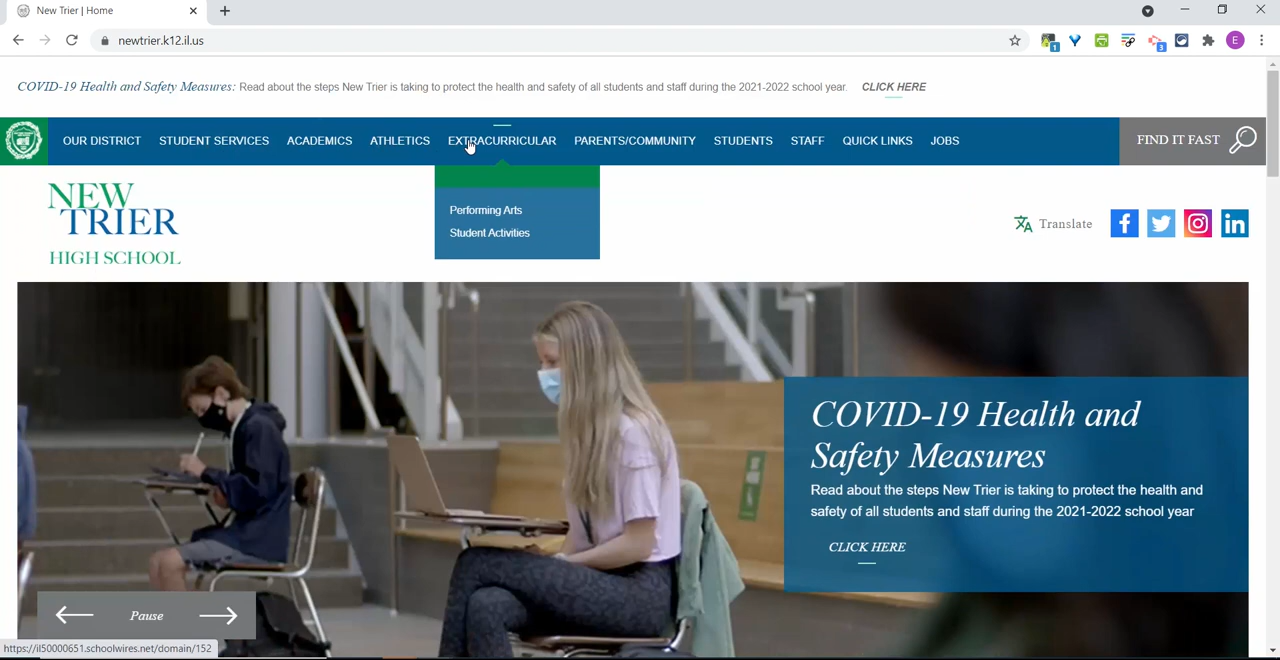 New Trier | Home
newtrier.k12.il.us
E
1
3
COVID-19 Health and Safety Measures: Read about the steps New Trier is taking to protect the health and safety of all students and staff during the 2021-2022 school year. CLICK HERE
OUR DISTRICT STUDENT SERVICES ACADEMICS ATHLETICS EXTRACURRICULAR PARENTS/COMMUNITY STUDENTS STAFF QUICK LINKS JOBS FIND IT FAST
Performing Arts
Student Activities
NEW
TRIER
HIGH SCHOOL
Translate
COVID-19 Health and
Safety Measures
Read about the steps New Trier is taking to protect the health and
safety of all students and staff during the 2021-2022 school year
CLICK HERE
Pause
https://il50000651.schoolwires.net/domain/152